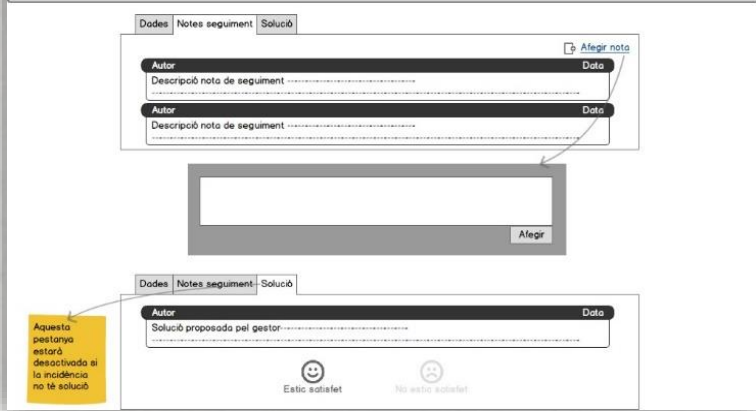 Dades Notes seguiment Solució
Afegir nota
Autor Data
Descripció nota de seguiment
Autor Data
Descripció nota de seguiment
Afegir
Dades Notes seguiment Solució
Autor Data
Solució proposada pel gestor
Aquesta
pestanya
estarà
desactivada si
la incidència
no té solució
Estic satisfet No estic satisfet